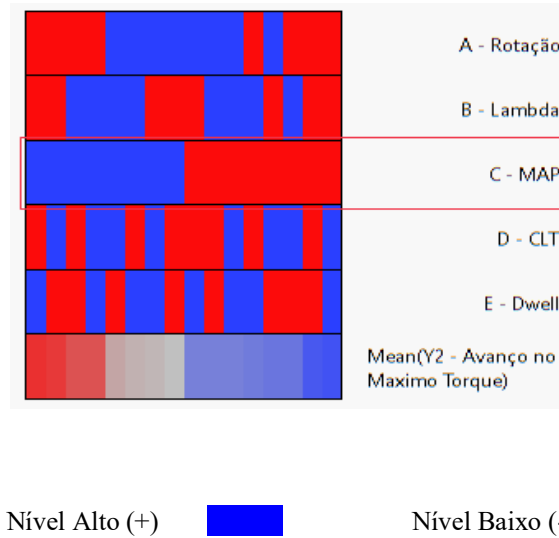 A - Rotação
B - Lambda
C - MAP
D - CLT
E - Dwell
Mean(Y2 - Avanço no
Maximo Torque)
Nível Alto (+)
Nível Baixo (-